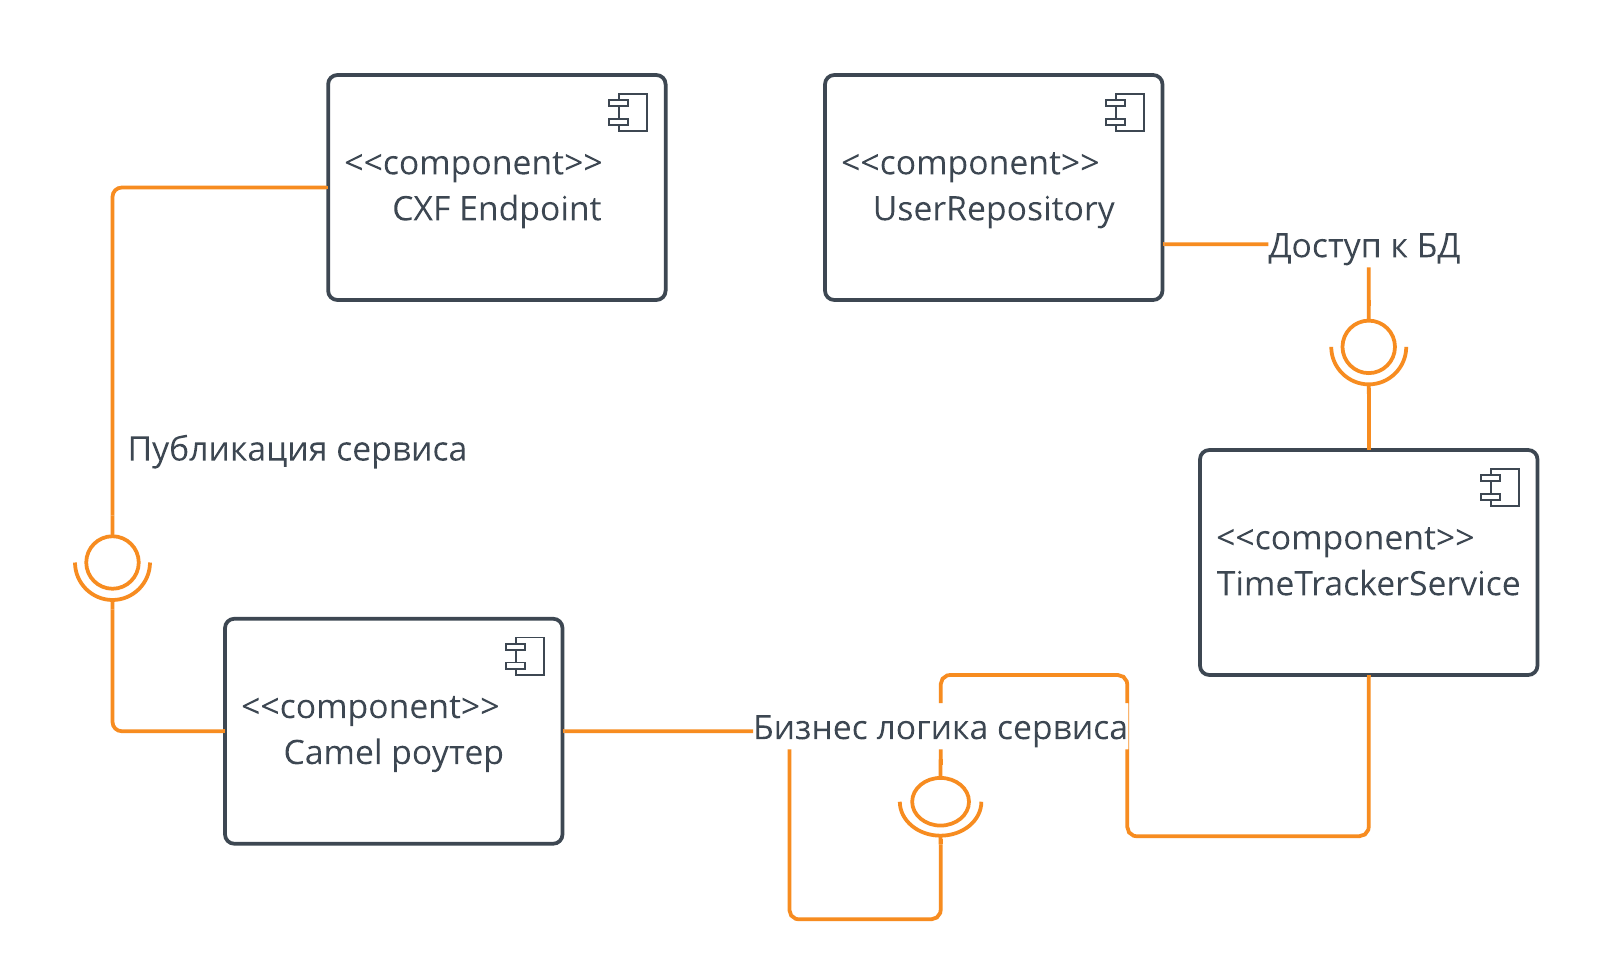 <<component>>
CXF Endpoint
<<component>>
UserRepository
Доступ к БД
Публикация сервиса
<<component>>
TimeTrackerService
<<component>>
Camel роутер
Бизнес логика сервиса